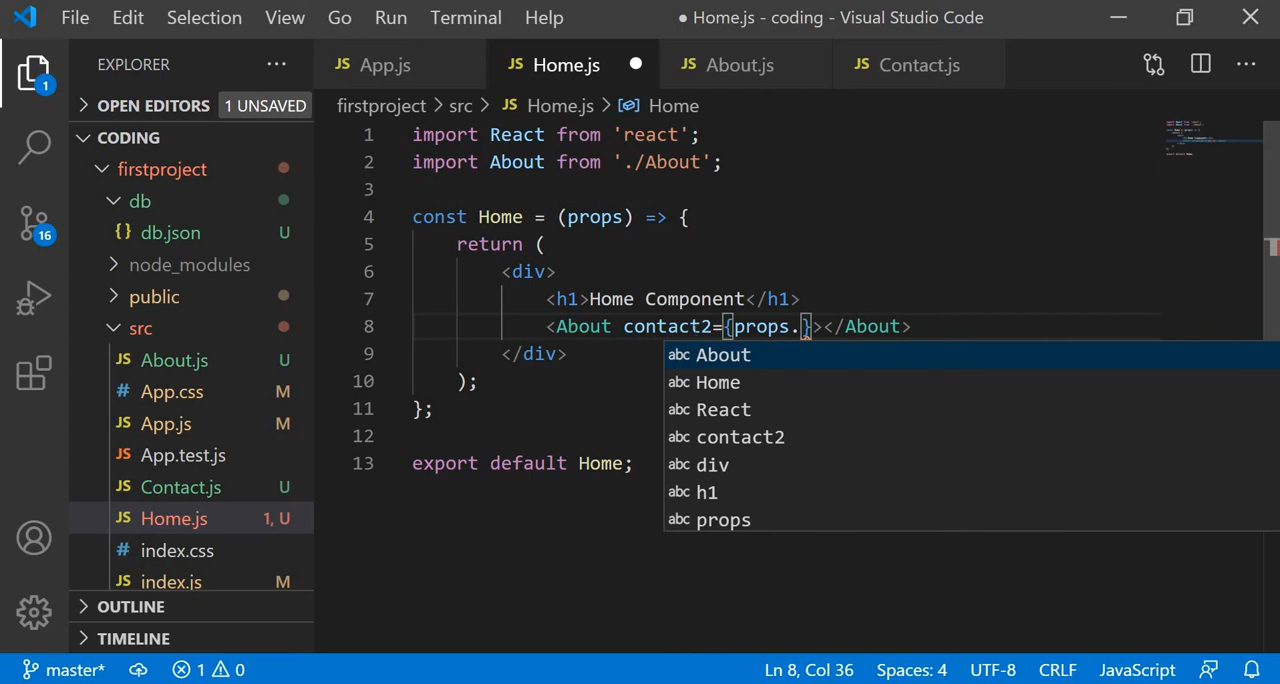 File Edit Selection View Go Run Terminal Help ● Home.js - coding - Visual Studio Code
EXPLORER ···
JS App.js JS Home.js ● JS About.js JS Contact.js ···
1
OPEN EDITORS 1 UNSAVED
firstproject > src > JS Home.js > Home
CODING
firstproject
db
{} db.json U
node_modules
public
src
JS About.js U
# App.css M
JS App.js M
JS App.test.js
JS Contact.js U
JS Home.js 1, U
# index.css
JS index.js M
OUTLINE
TIMELINE
16
1 import React from 'react';
2 import About from './About';
3
4 const Home = (props) => {
5 return (
6 <div>
7 <h1>Home Component</h1>
8 <About contact2={props.}></About>
9 </div>
10 );
11 };
12
13 export default Home;
abc About
abc Home
abc React
abc contact2
abc div
abc h1
abc props
master* 1 0 Ln 8, Col 36 Spaces: 4 UTF-8 CRLF JavaScript